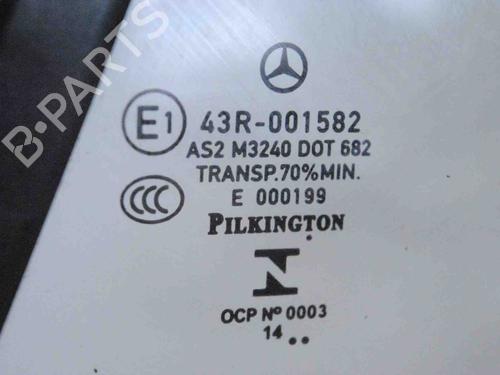 B-PARTS
E1
43R-001582
AS2 M3240 DOT 682
TRANSP.70%MIN.
CCC
E 000199
PILKINGTON
N
OCP Nº 0003
14 ..